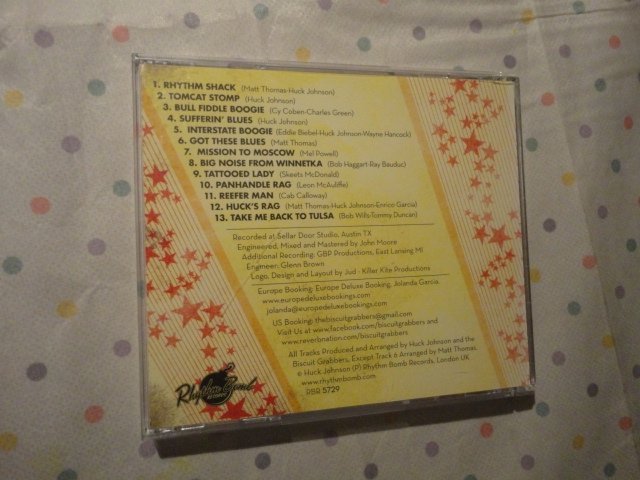 1. RHYTHM SHACK (Matt Thomas-Huck Johnson)
2. TOMCAT STOMP (Huck Johnson)
3. BULL FIDDLE BOOGIE (Cy Coben-Charles Green)
4. SUFFERIN' BLUES (Huck Johnson)
5. INTERSTATE BOOGIE (Eddie Biebel-Huck Johnson-Wayne Hancock)
6. GOT THESE BLUES (Matt Thomas)
7. MISSION TO MOSCOW (Mel Powell)
8. BIG NOISE FROM WINNETKA (Bob Haggart-Ray Bauduc)
9. TATTOOED LADY (Skeets McDonald)
10. PANHANDLE RAG (Leon McAuliffe)
11. REEFER MAN (Cab Calloway)
12. HUCK'S RAG (Matt Thomas-Huck Johnson-Enrico Garcia)
13. TAKE ME BACK TO TULSA (Bob Wills-Tommy Duncan)
Recorded at Sellar Door Studio, Austin TX
Engineered, Mixed and Mastered by John Moore
Additional Recording: GBP Productions, East Lansing MI
Engineer: Glenn Brown
Logo, Design and Layout by Jud - Killer Kite Productions
Europe Booking: Europe Deluxe Booking, Jolanda Garcia
www.europedeluxebookings.com
jolanda@europedeluxebookings.com
US Booking: thebiscuitgrabbers@gmail.com
Visit Us at www.facebook.com/biscuitgrabbers and
www.reverbnation.com/biscuitgrabbers
All Tracks Produced and Arranged by Huck Johnson and the
Biscuit Grabbers, Except Track 6 Arranged by Matt Thomas,
© Huck Johnson (P) Rhythm Bomb Records, London UK
www.rhythmbomb.com
RBR 5729
Rhythm Bomb
RECORDS